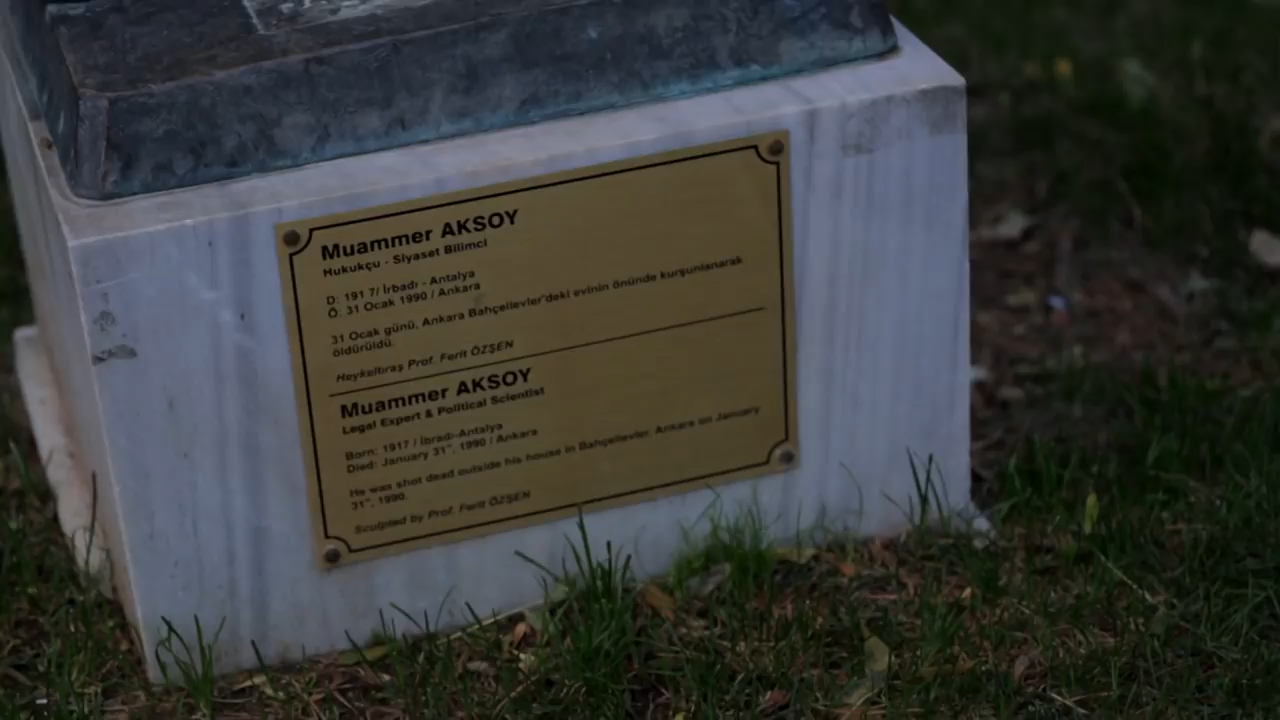 Muammer AKSOY
Hukukçu - Siyaset Bilimci
D: 191 7/ İrbadı - Antalya
Ö: 31 Ocak 1990 / Ankara
31 Ocak günü, Ankara Bahçelievler'deki evinin önünde kurşunlanarak
öldürüldü.
Heykeltıraş Prof. Ferit ÖZŞEN
Muammer AKSOY
Legal Expert & Political Scientist
Born: 1917 / İbradı-Antalya
Died: January 31st, 1990 / Ankara
He was shot dead outside his house in Bahçelievler, Ankara on January
31st, 1990.
Sculpted by Prof. Ferit ÖZŞEN